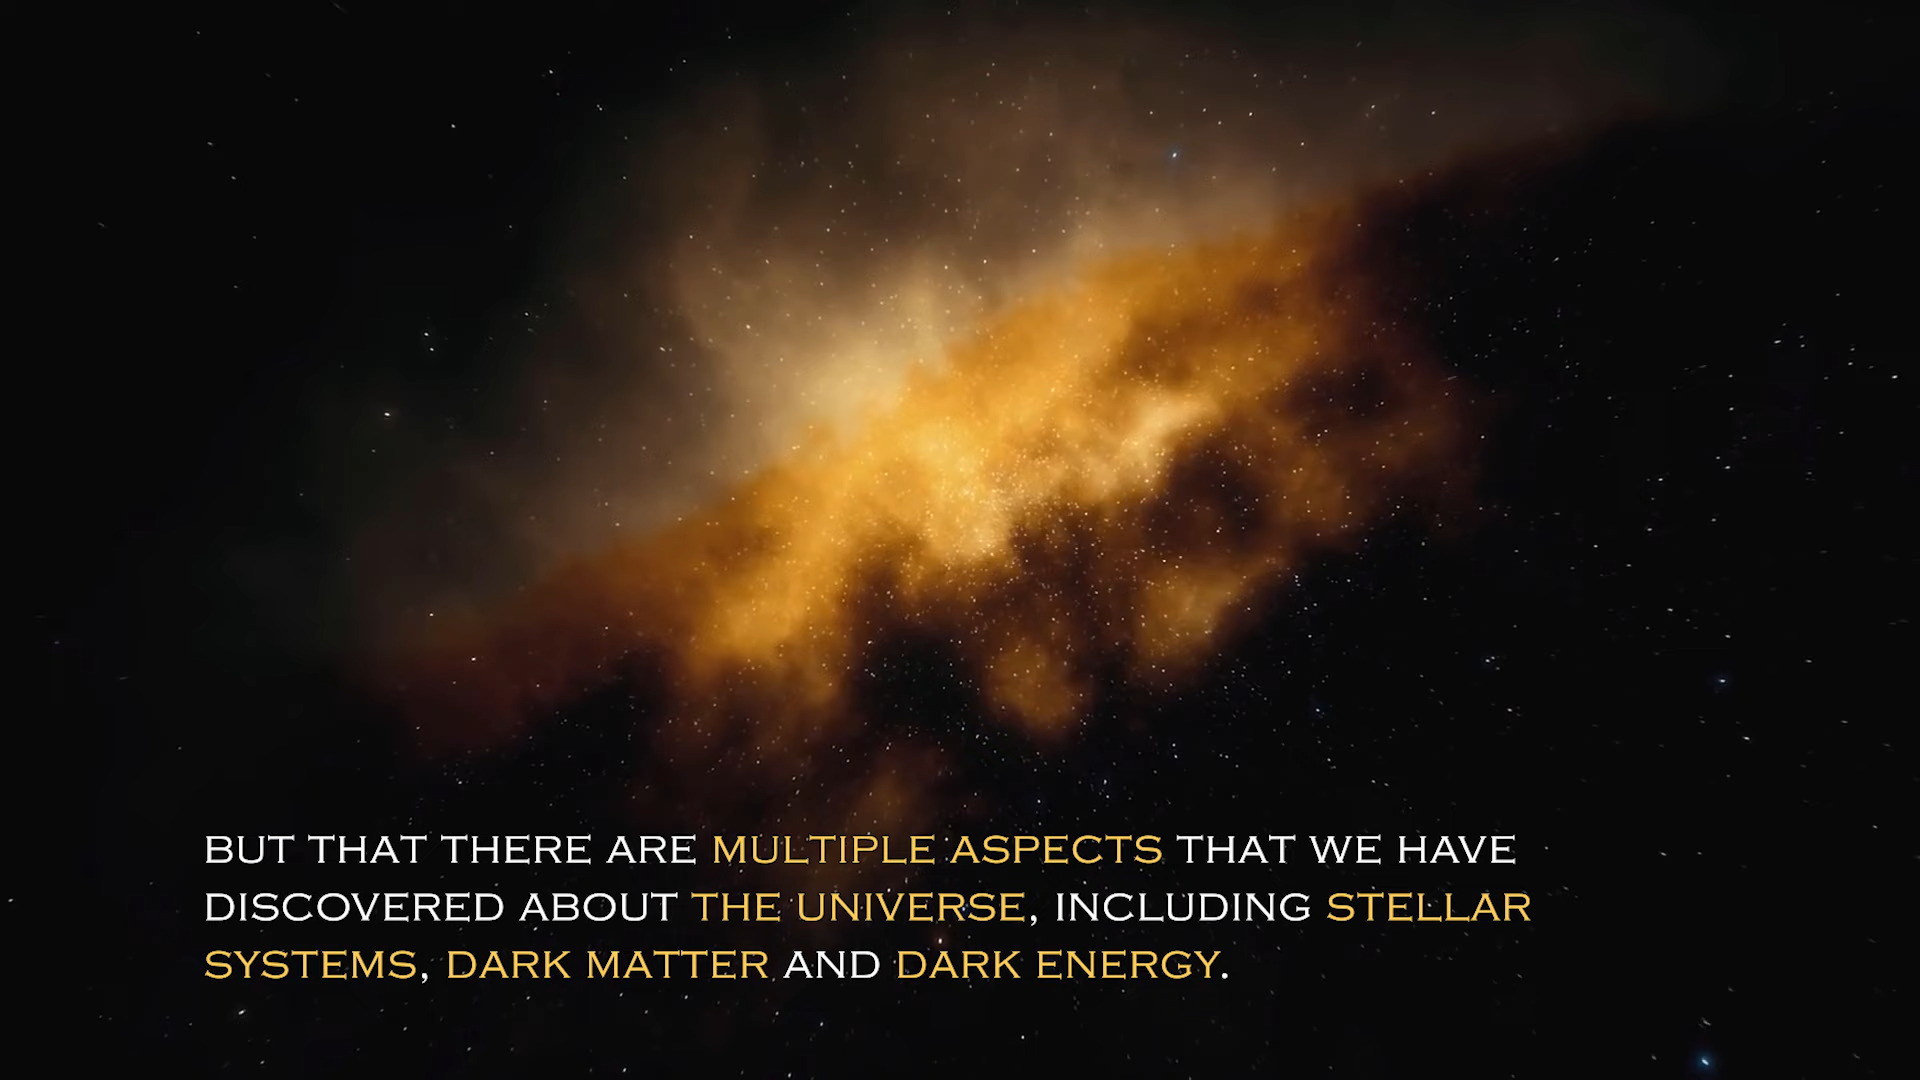 BUT THAT THERE ARE MULTIPLE ASPECTS THAT WE HAVE
DISCOVERED ABOUT THE UNIVERSE, INCLUDING STELLAR
SYSTEMS, DARK MATTER AND DARK ENERGY.